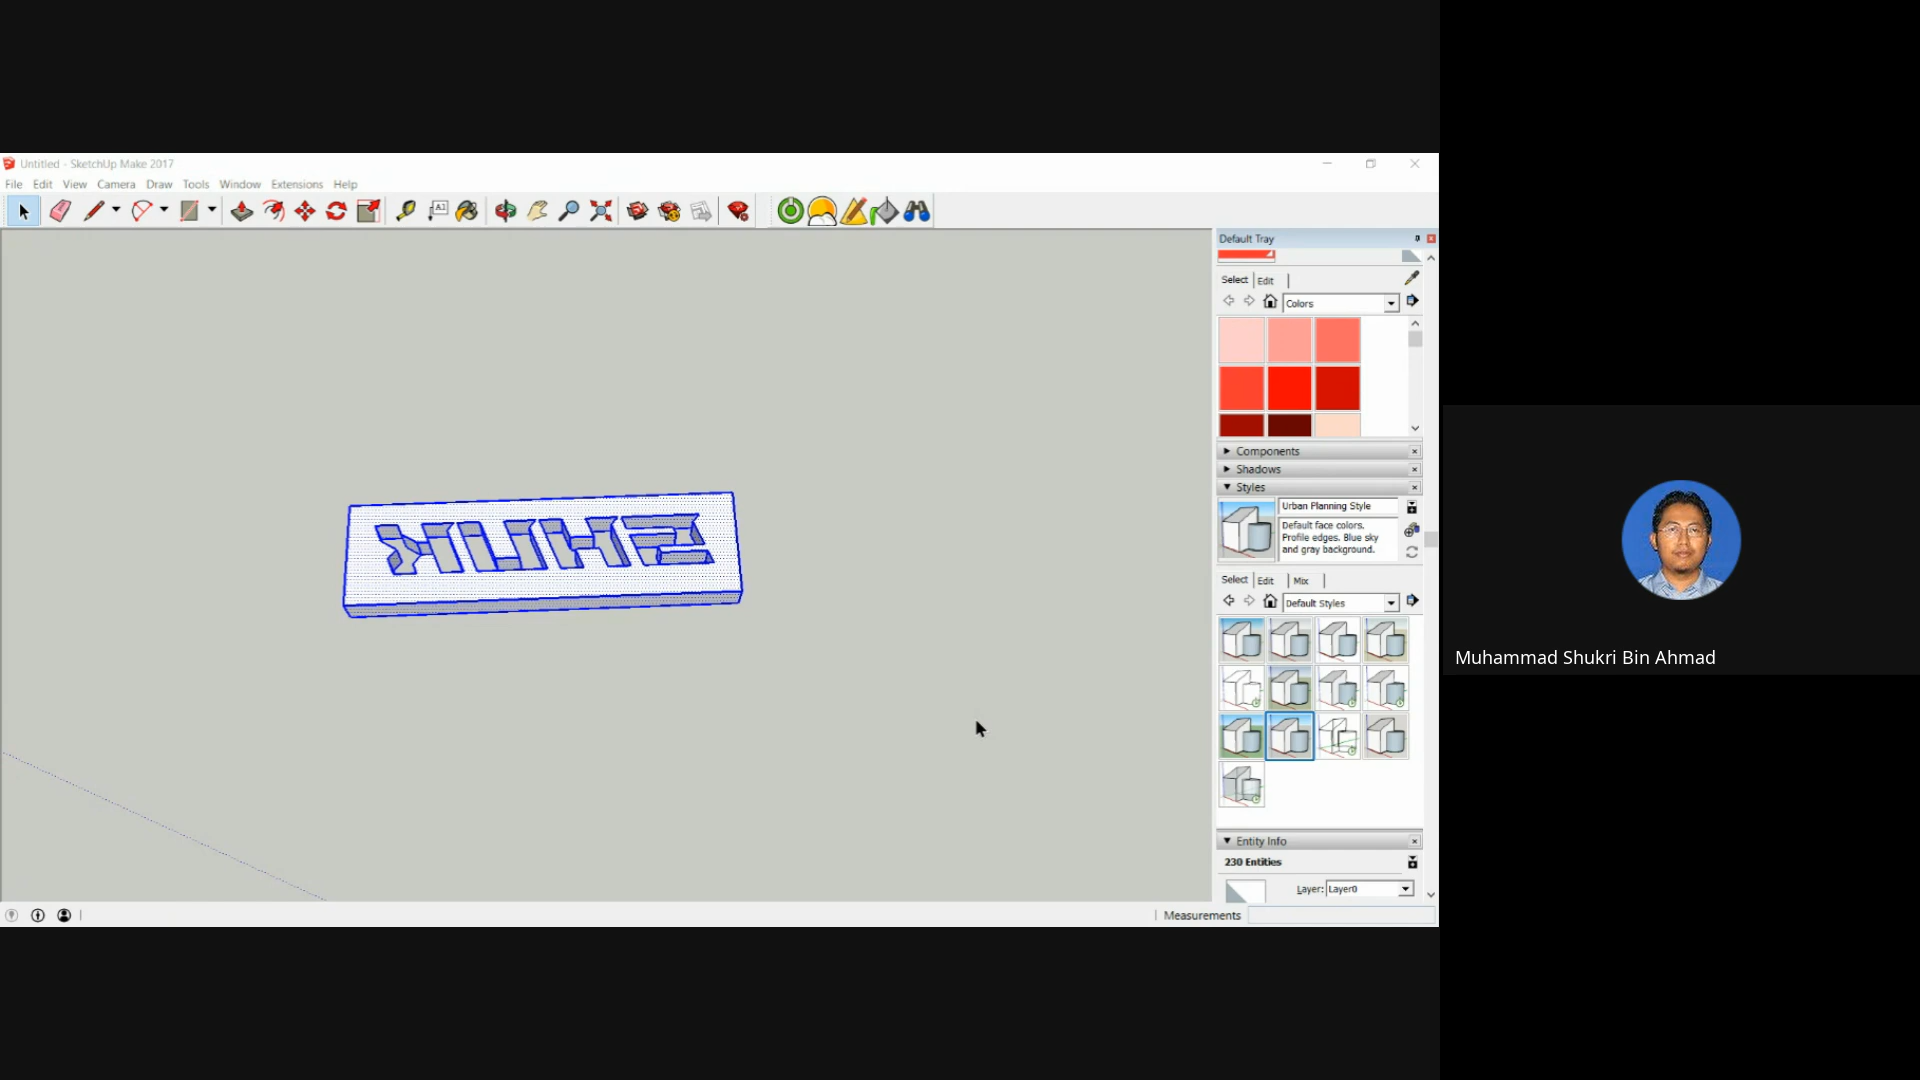 Untitled - SketchUp Make 2017
File Edit View Camera Draw Tools Window Extensions Help
A1
Default Tray
Select Edit
Colors
Components
Shadows
Styles
Urban Planning Style
Default face colors.
Profile edges. Blue sky
and gray background.
Select Edit Mix
Default Styles
Entity Info
230 Entities
Layer: Layer0
Measurements
Muhammad Shukri Bin Ahmad